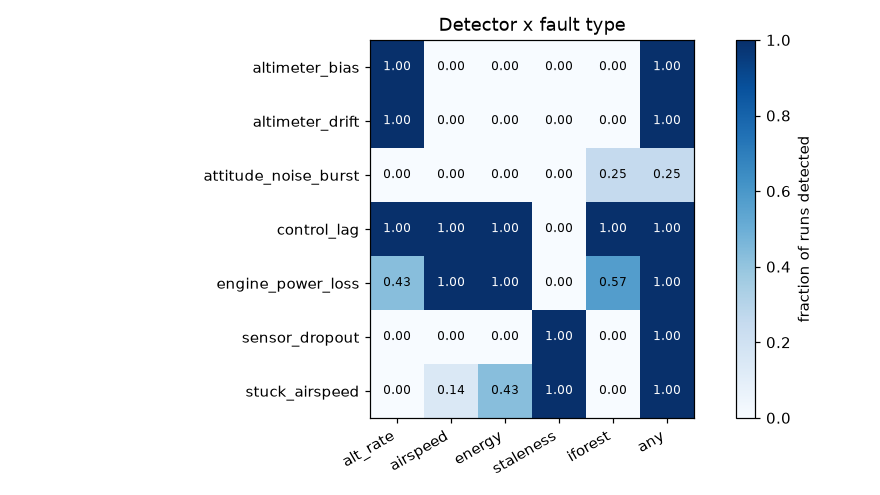 Detector x fault type
altimeter_bias 1.00 0.00 0.00 0.00 0.00 1.00
altimeter_drift 1.00 0.00 0.00 0.00 0.00 1.00
attitude_noise_burst 0.00 0.00 0.00 0.00 0.25 0.25
control_lag 1.00 1.00 1.00 0.00 1.00 1.00
engine_power_loss 0.43 1.00 1.00 0.00 0.57 1.00
sensor_dropout 0.00 0.00 0.00 1.00 0.00 1.00
stuck_airspeed 0.00 0.14 0.43 1.00 0.00 1.00
alt_rate airspeed energy staleness iforest any
1.0
0.8
0.6
0.4
0.2
0.0
fraction of runs detected